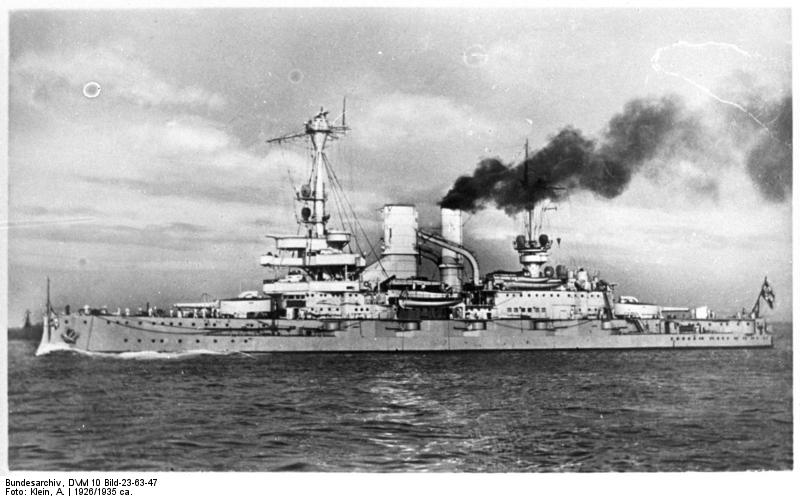 Bundesarchiv, DVM 10 Bild-23-63-47
Foto: Klein, A. | 1926/1935 ca.